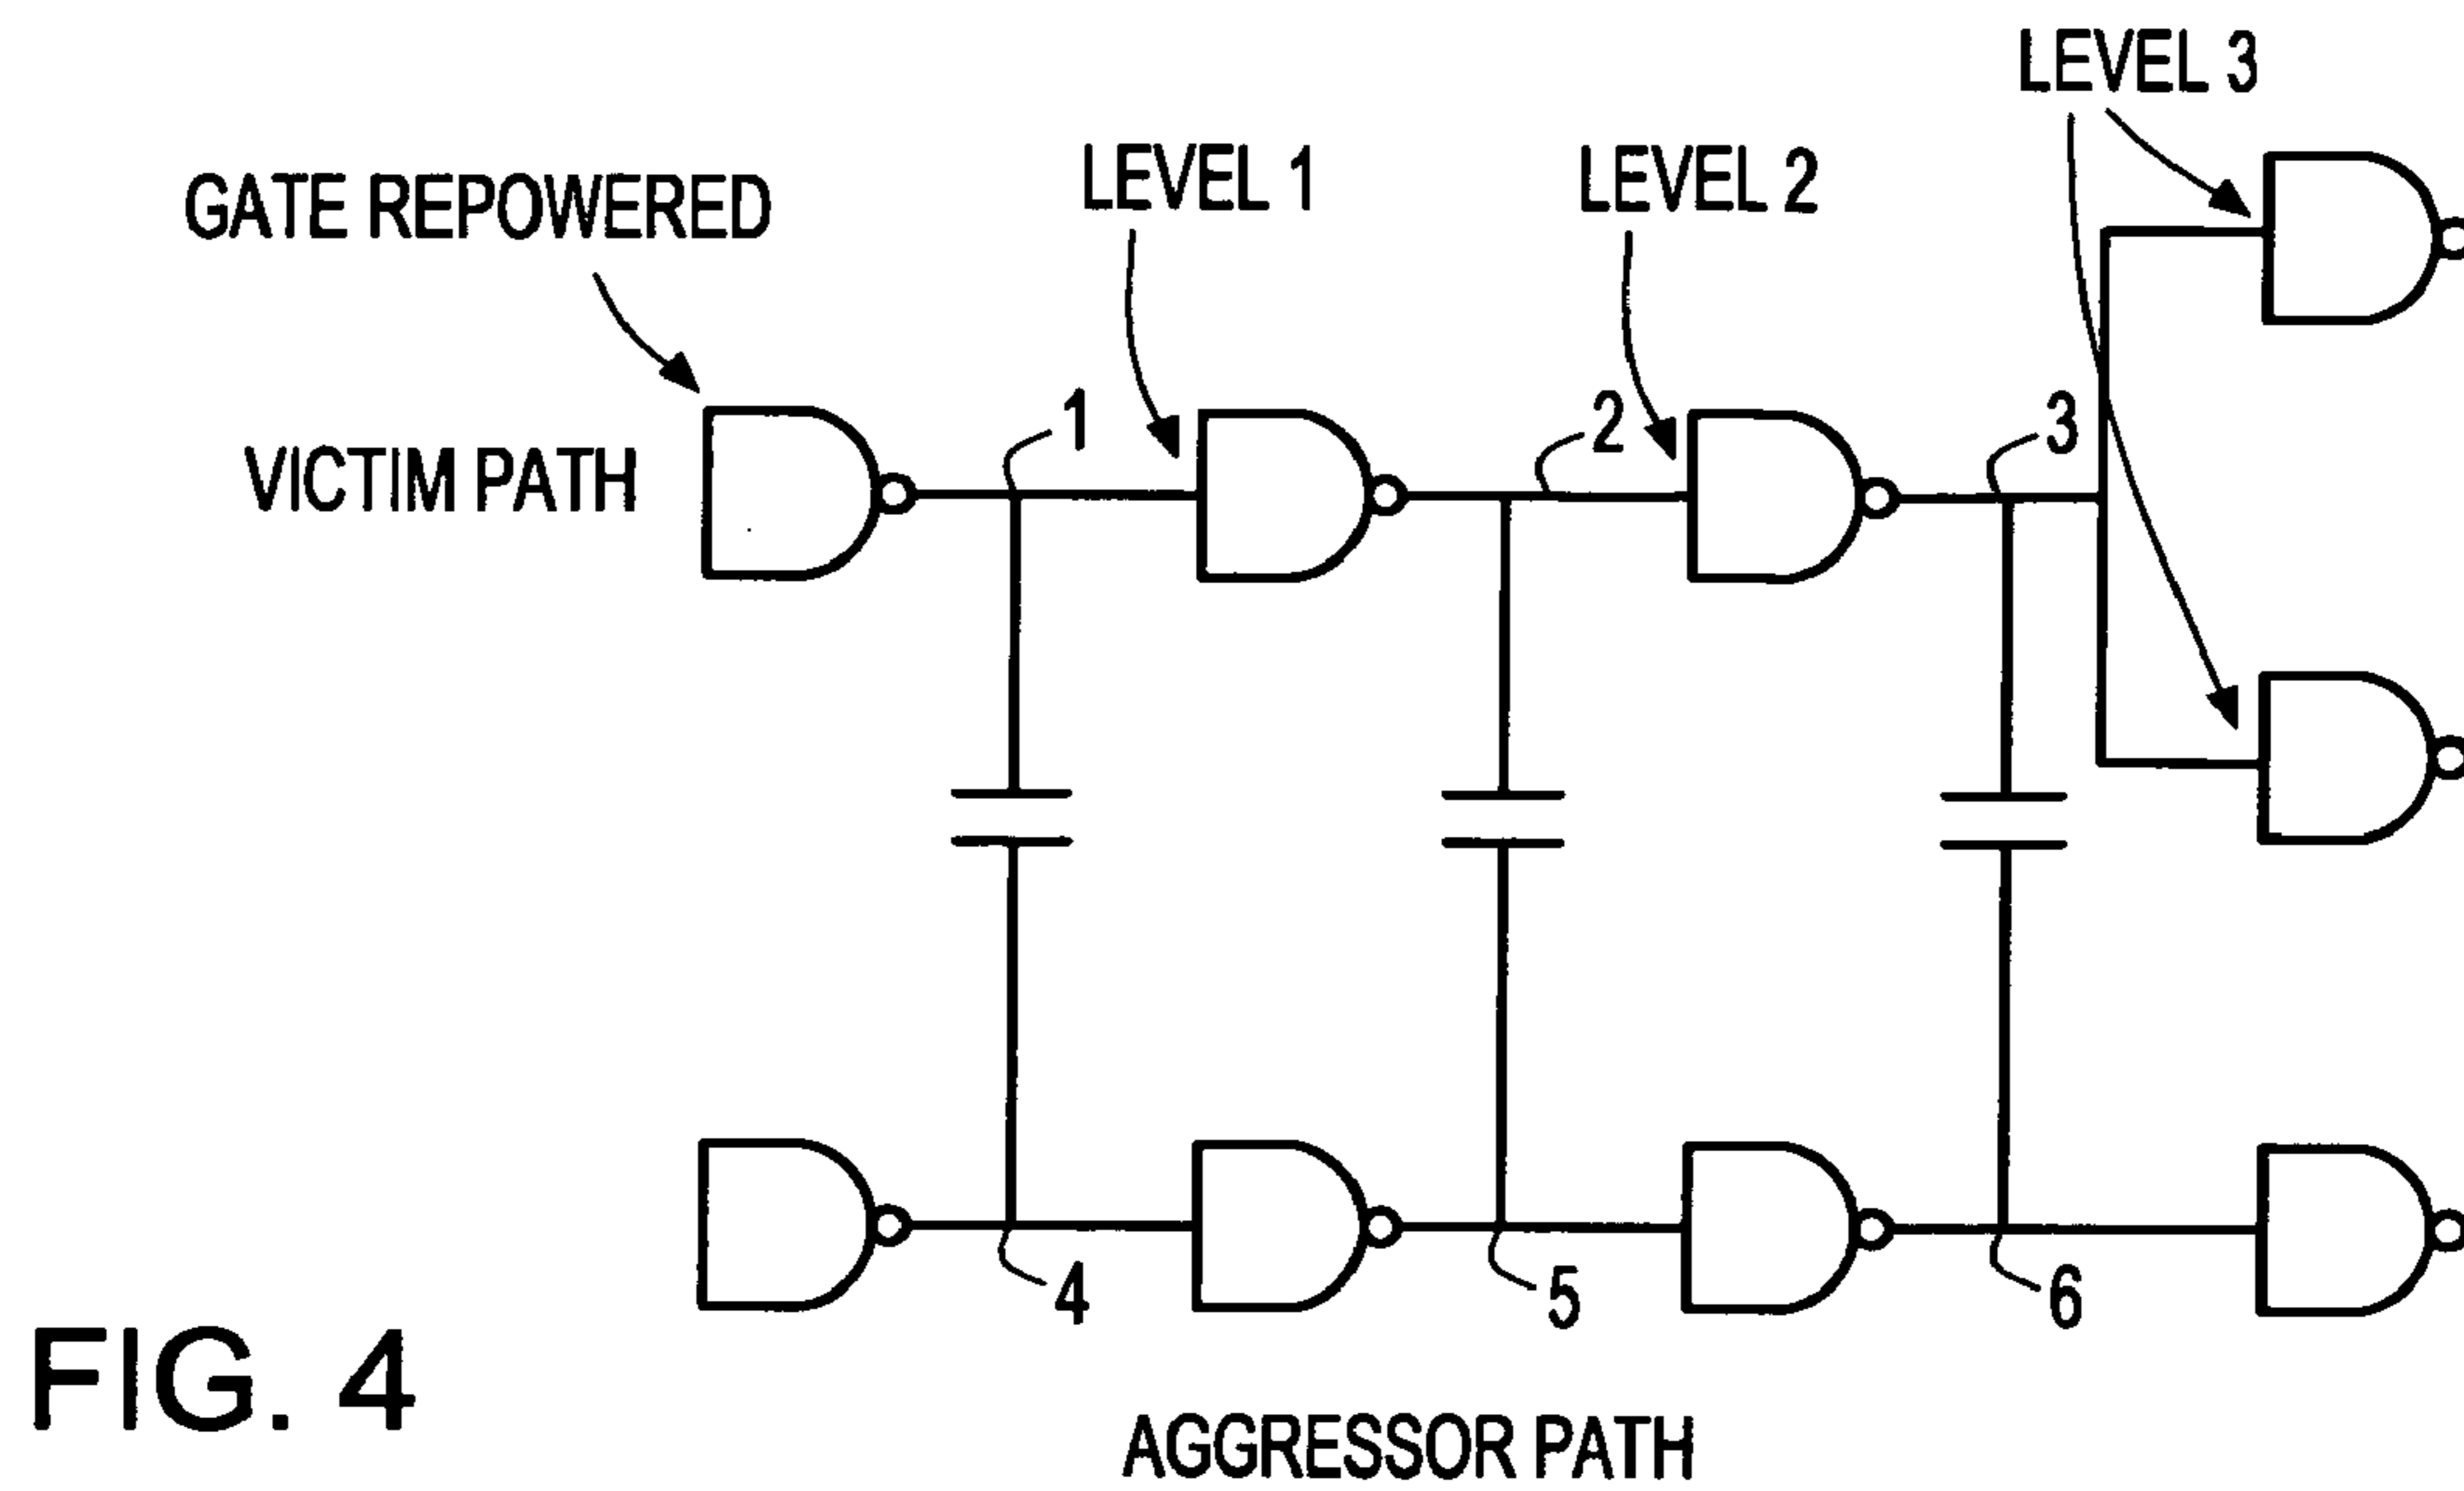 LEVEL 3
LEVEL 1
LEVEL 2
GATE REPOWERED
1
2
3
VICTIM PATH
4
5
6
FIG. 4
AGGRESSOR PATH